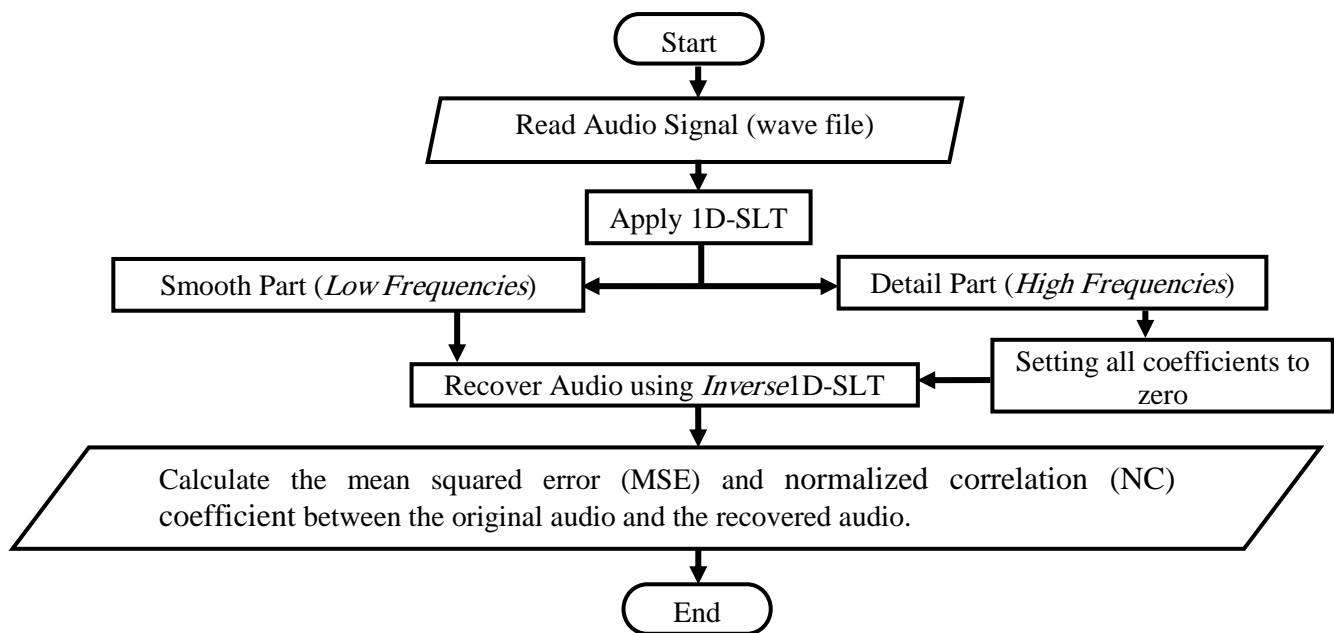 Start
Read Audio Signal (wave file)
Apply 1D-SLT
Smooth Part (Low Frequencies)
Detail Part (High Frequencies)
Setting all coefficients to
zero
Recover Audio using Inverse1D-SLT
Calculate the mean squared error (MSE) and normalized correlation (NC)
coefficient between the original audio and the recovered audio.
End